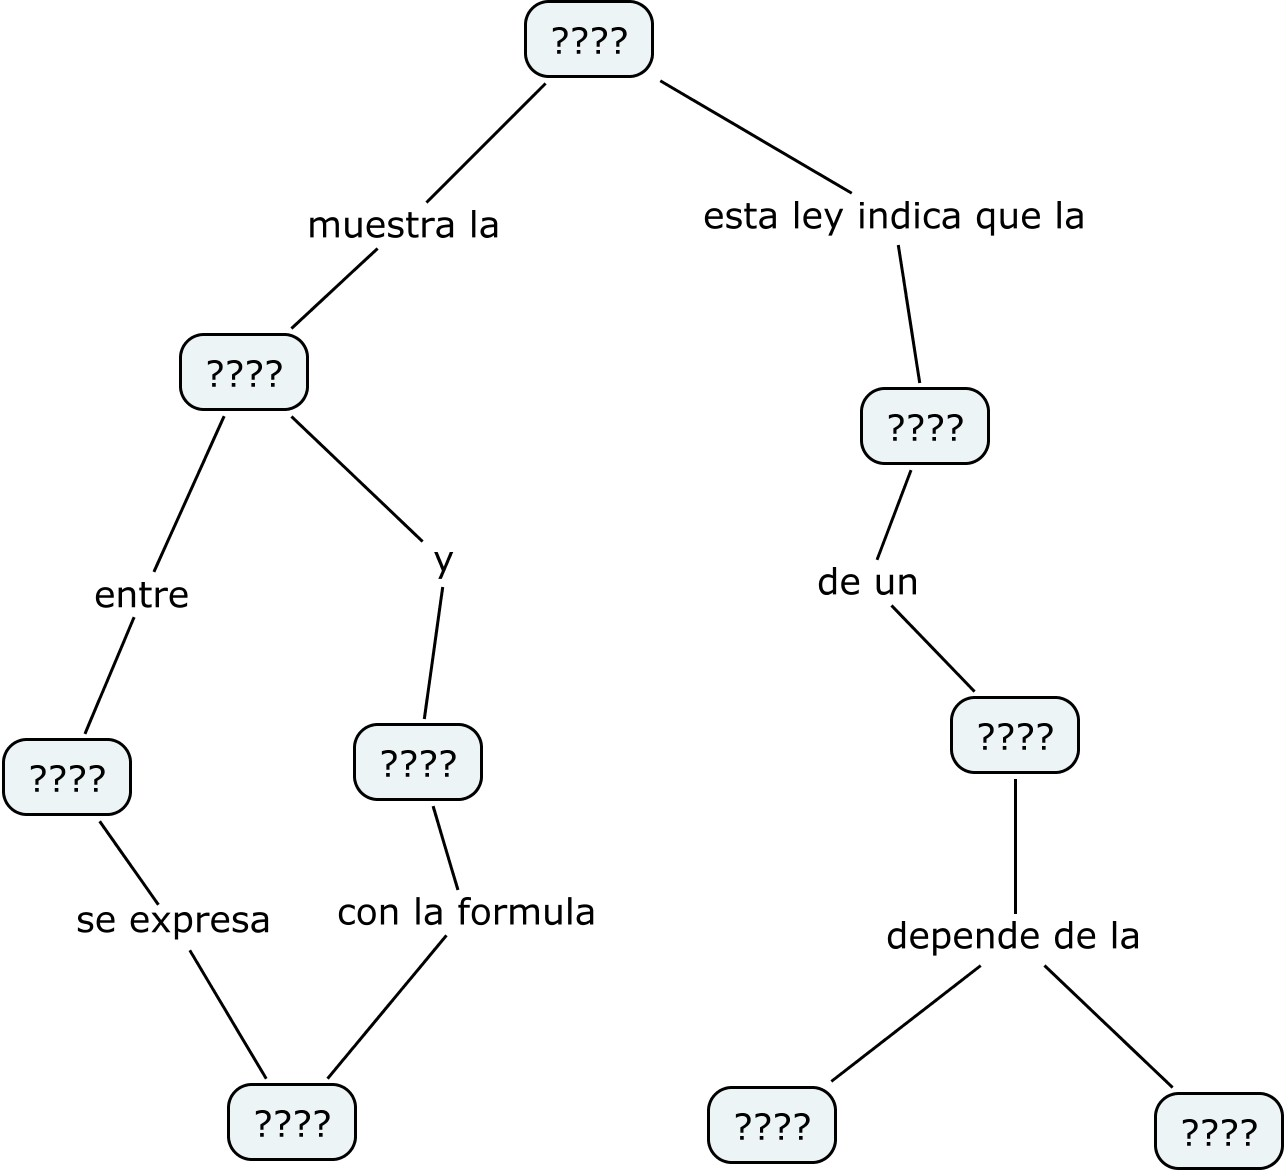 ????
muestra la
esta ley indica que la
????
????
entre
y
de un
????
????
????
se expresa
con la formula
depende de la
????
????
????